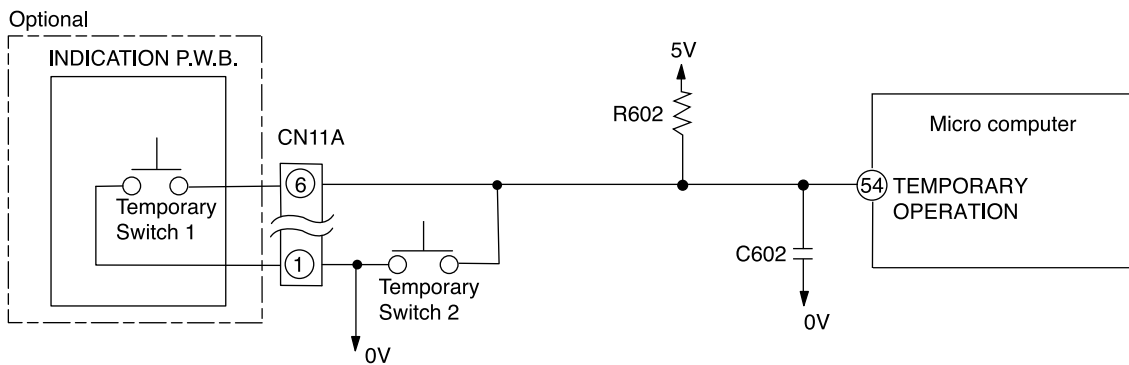 Optional
INDICATION P.W.B.
5V
R602
CN11A
Micro computer
6
54
TEMPORARY
OPERATION
Temporary
Switch 1
1
C602
Temporary
Switch 2
0V
0V